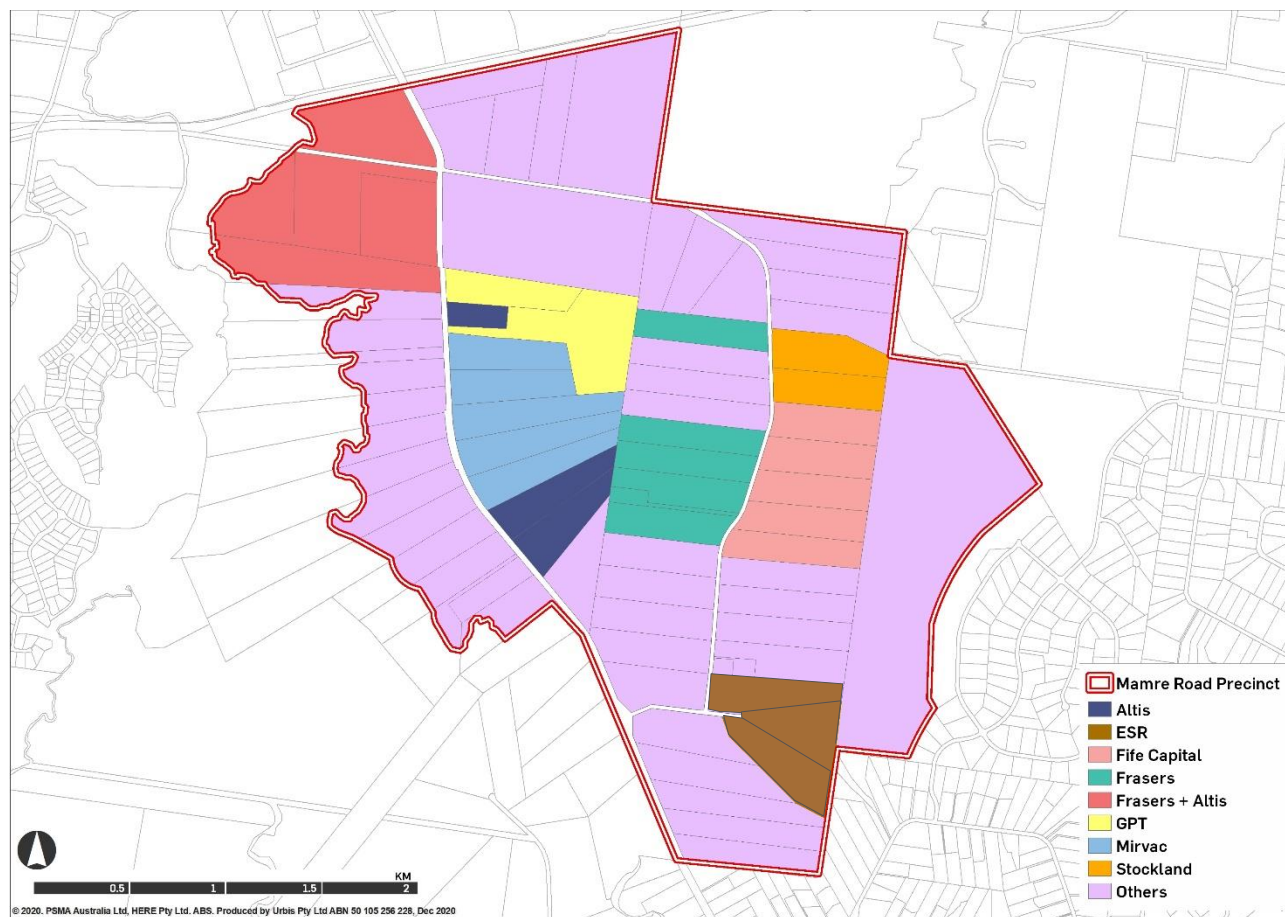 Mamre Road Precinct
Altis
ESR
Fife Capital
Frasers
Frasers + Altis
GPT
Mirvac
Stockland
Others
KM
0.5 1 1.5 2
© 2020. PSMA Australia Ltd, HERE Pty Ltd. ABS. Produced by Urbis Pty Ltd ABN 50 105 256 228, Dec 2020